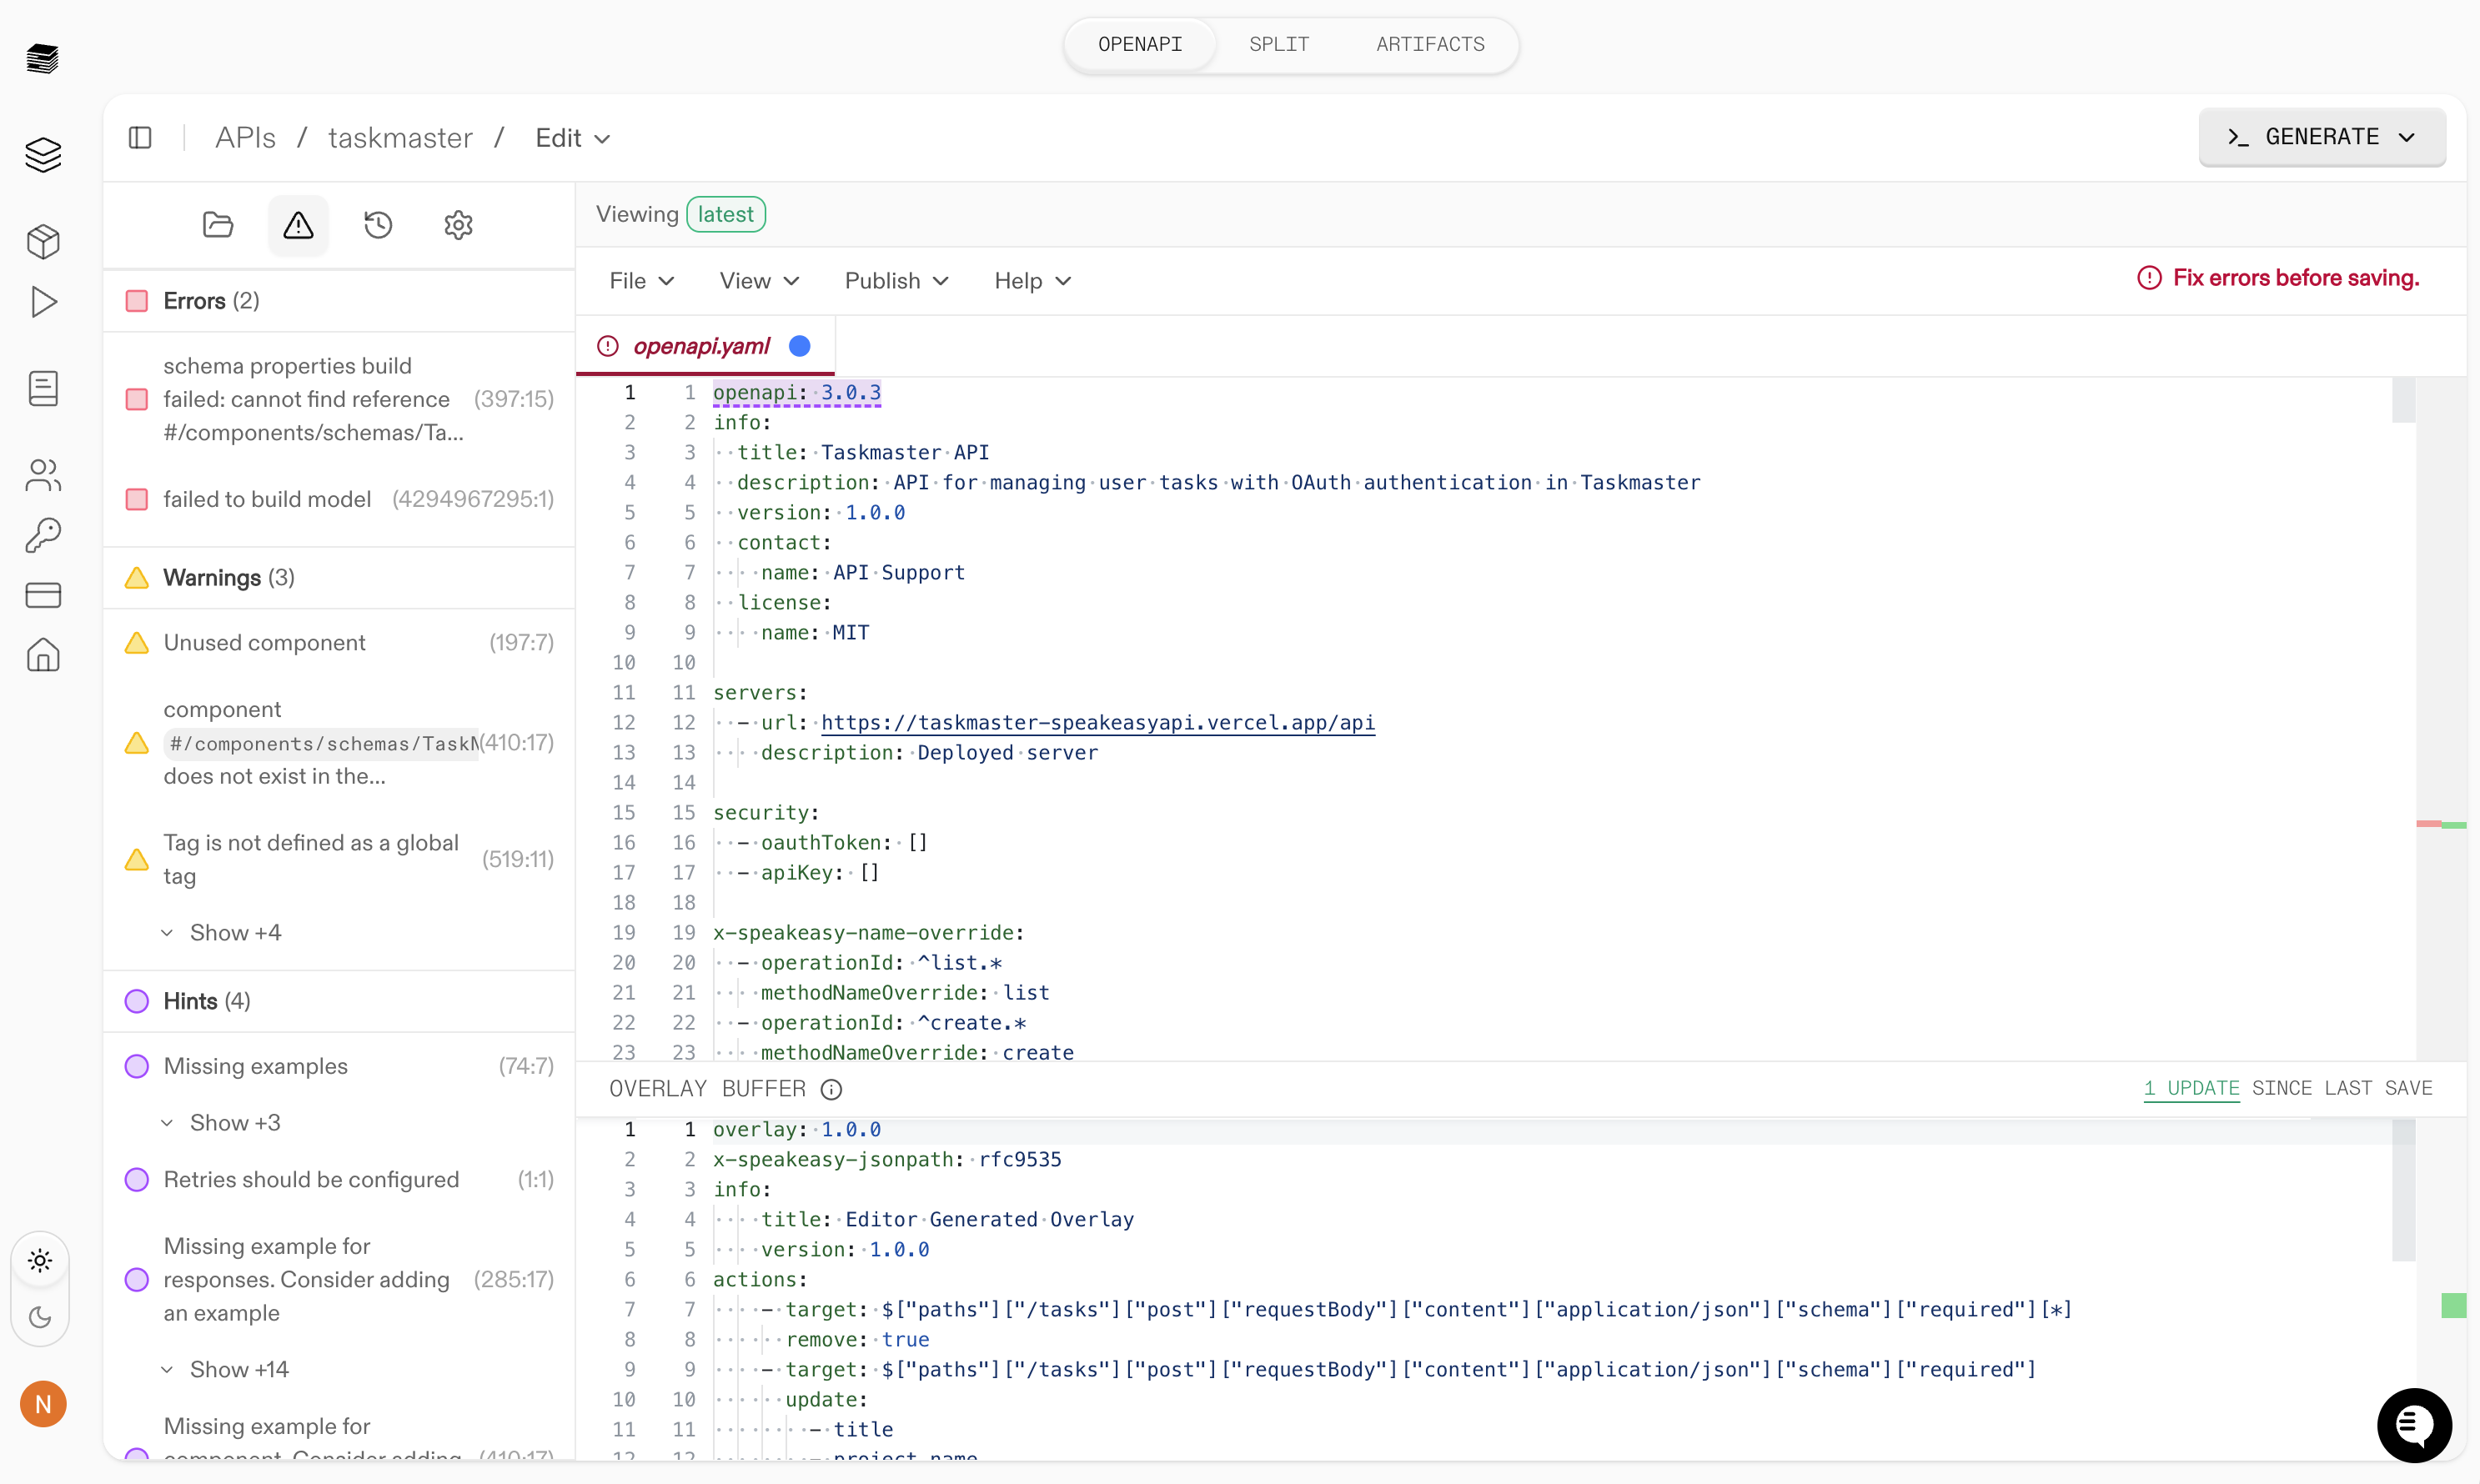 OPENAPI SPLIT ARTIFACTS
APIs / taskmaster / Edit
>_ GENERATE
Viewing latest
File View Publish Help
Fix errors before saving.
Errors (2)
schema properties build
failed: cannot find reference
#/components/schemas/Ta...
(397:15)
failed to build model (4294967295:1)
Warnings (3)
Unused component (197:7)
component
#/components/schemas/Task
(410:17)
does not exist in the...
Tag is not defined as a global
tag
(519:11)
Show +4
Hints (4)
Missing examples (74:7)
Show +3
Retries should be configured (1:1)
Missing example for
responses. Consider adding
an example
(285:17)
Show +14
Missing example for
component. Consider adding (410:17)
N
openapi.yaml
1 1 openapi: 3.0.3
2 2 info:
3 3 title: Taskmaster API
4 4 description: API for managing user tasks with OAuth authentication in Taskmaster
5 5 version: 1.0.0
6 6 contact:
7 7 name: API Support
8 8 license:
9 9 name: MIT
10 10
11 11 servers:
12 12 - url: https://taskmaster-speakeasyapi.vercel.app/api
13 13 description: Deployed server
14 14
15 15 security:
16 16 - oauthToken: []
17 17 - apiKey: []
18 18
19 19 x-speakeasy-name-override:
20 20 - operationId: ^list.*
21 21 methodNameOverride: list
22 22 - operationId: ^create.*
23 23 methodNameOverride: create
OVERLAY BUFFER
1 UPDATE SINCE LAST SAVE
1 1 overlay: 1.0.0
2 2 x-speakeasy-jsonpath: rfc9535
3 3 info:
4 4 title: Editor Generated Overlay
5 5 version: 1.0.0
6 6 actions:
7 7 - target: $["paths"]["/tasks"]["post"]["requestBody"]["content"]["application/json"]["schema"]["required"][*]
8 8 remove: true
9 9 - target: $["paths"]["/tasks"]["post"]["requestBody"]["content"]["application/json"]["schema"]["required"]
10 10 update:
11 11 - title
12 12 - project_name